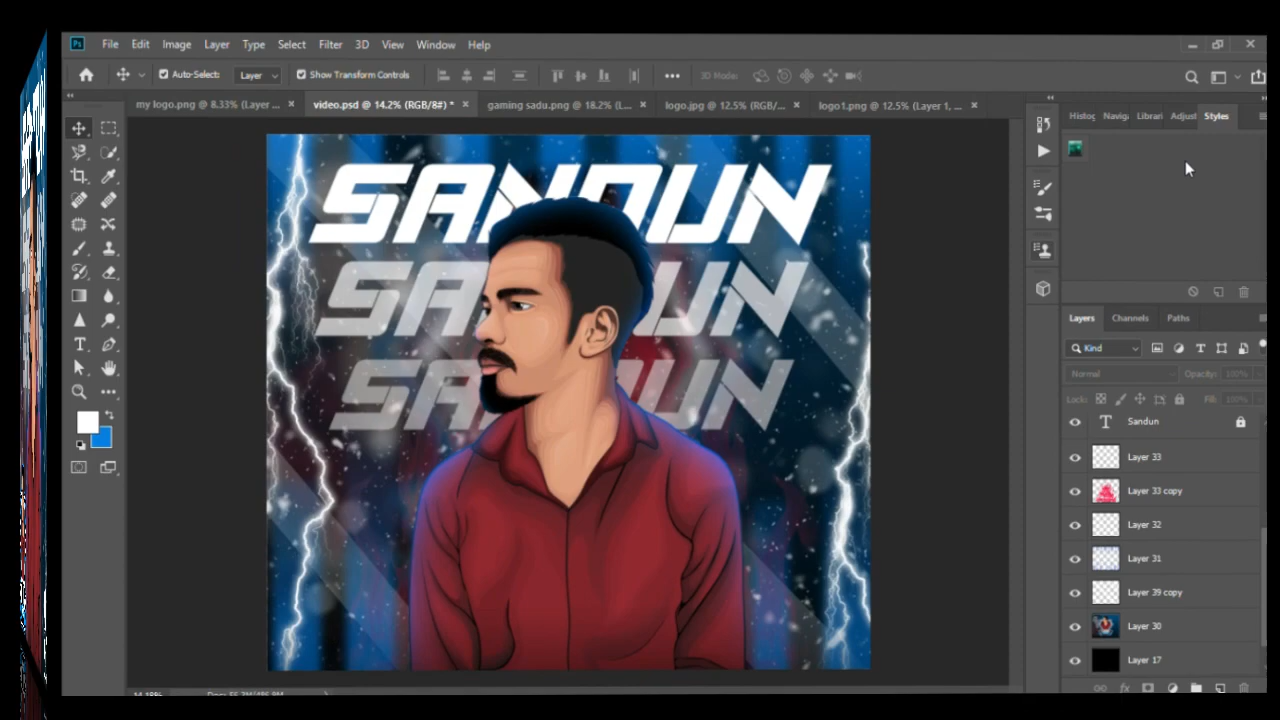 Ps File Edit Image Layer Type Select Filter 3D View Window Help
Auto-Select: Layer Show Transform Controls 3D Mode:
my logo.png @ 8.33% (Layer ... × video.psd @ 14.2% (RGB/8#) * × gaming sadu.png @ 18.2% (L... × logo.jpg @ 12.5% (RGB/... × logo1.png @ 12.5% (Layer 1, ... ×
Histog Naviga Librari Adjust Styles
SANDUN
SANDUN
SANDUN
Layers Channels Paths
Kind
Normal Opacity: 100%
Lock: Fill: 100%
Sandun
Layer 33
Layer 33 copy
Layer 32
Layer 31
Layer 39 copy
Layer 30
Layer 17